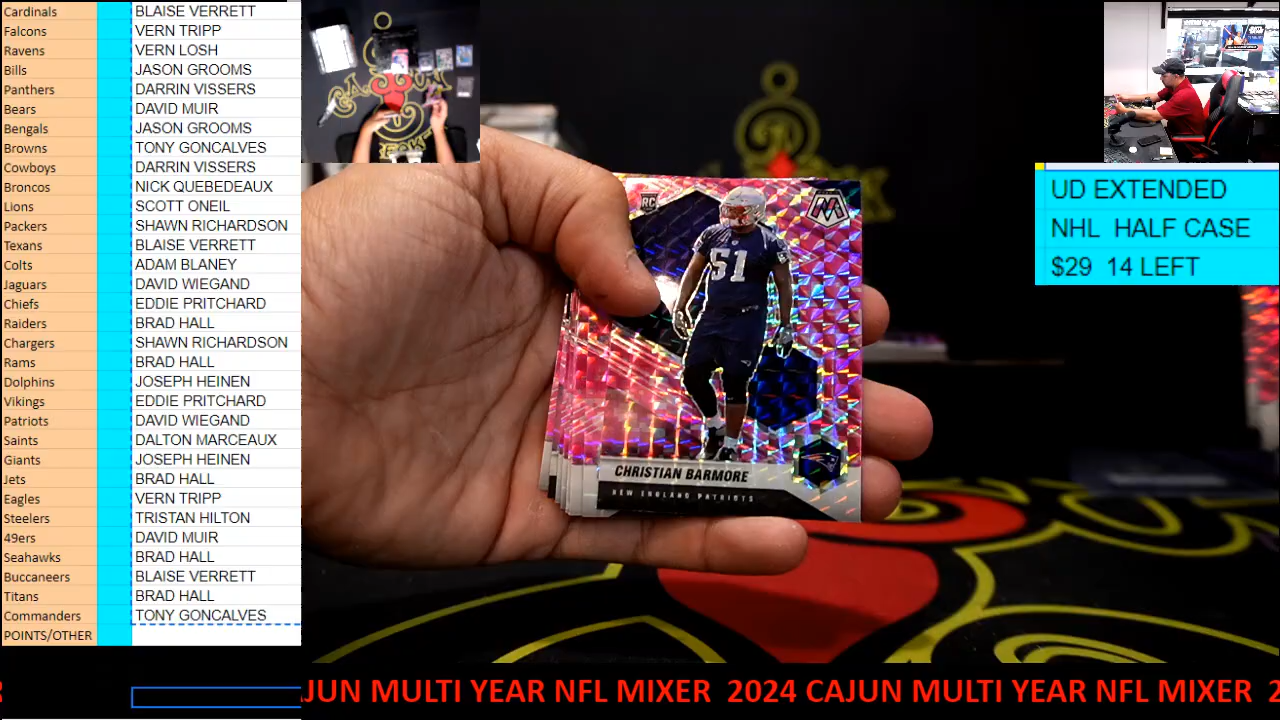 Cardinals BLAISE VERRETT
Falcons VERN TRIPP
Ravens VERN LOSH
Bills JASON GROOMS
Panthers DARRIN VISSERS
Bears DAVID MUIR
Bengals JASON GROOMS
Browns TONY GONCALVES
Cowboys DARRIN VISSERS
Broncos NICK QUEBEDEAUX
Lions SCOTT ONEIL
Packers SHAWN RICHARDSON
Texans BLAISE VERRETT
Colts ADAM BLANEY
Jaguars DAVID WIEGAND
Chiefs EDDIE PRITCHARD
Raiders BRAD HALL
Chargers SHAWN RICHARDSON
Rams BRAD HALL
Dolphins JOSEPH HEINEN
Vikings EDDIE PRITCHARD
Patriots DAVID WIEGAND
Saints DALTON MARCEAUX
Giants JOSEPH HEINEN
Jets BRAD HALL
Eagles VERN TRIPP
Steelers TRISTAN HILTON
49ers DAVID MUIR
Seahawks BRAD HALL
Buccaneers BLAISE VERRETT
Titans BRAD HALL
Commanders TONY GONCALVES
POINTS/OTHER
RC
51
CHRISTIAN BARMORE
NEW ENGLAND PATRIOTS
UD EXTENDED
NHL HALF CASE
$29 14 LEFT
JUN MULTI YEAR NFL MIXER 2024 CAJUN MULTI YEAR NFL MIXER 2